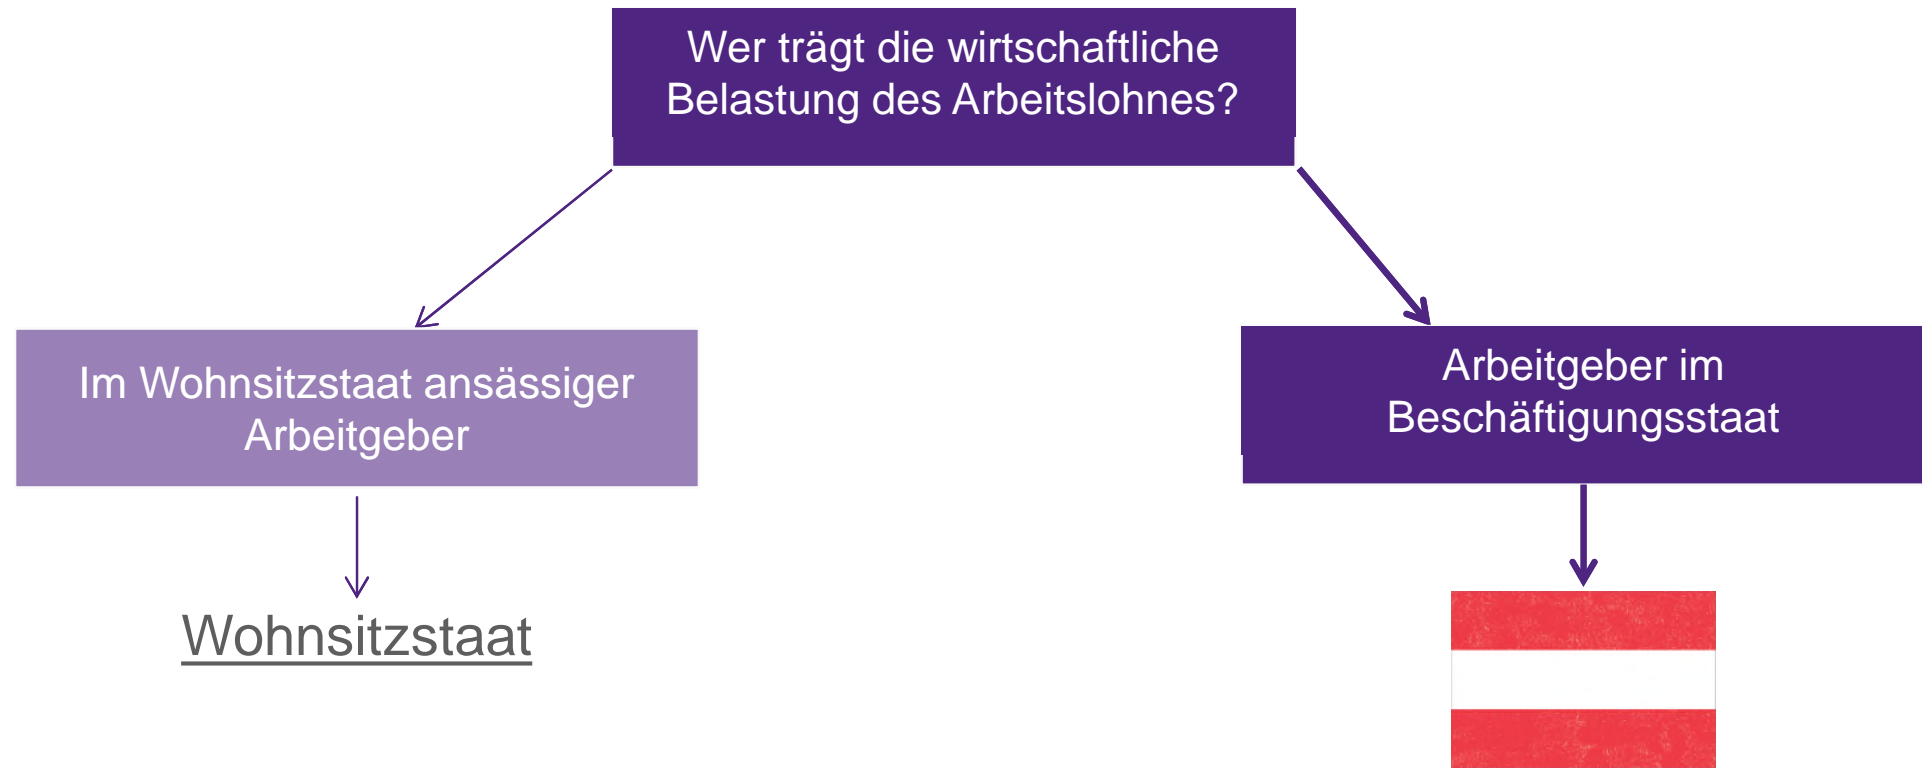 Wer trägt die wirtschaftliche
Belastung des Arbeitslohnes?
Im Wohnsitzstaat ansässiger
Arbeitgeber
Arbeitgeber im
Beschäftigungsstaat
Wohnsitzstaat